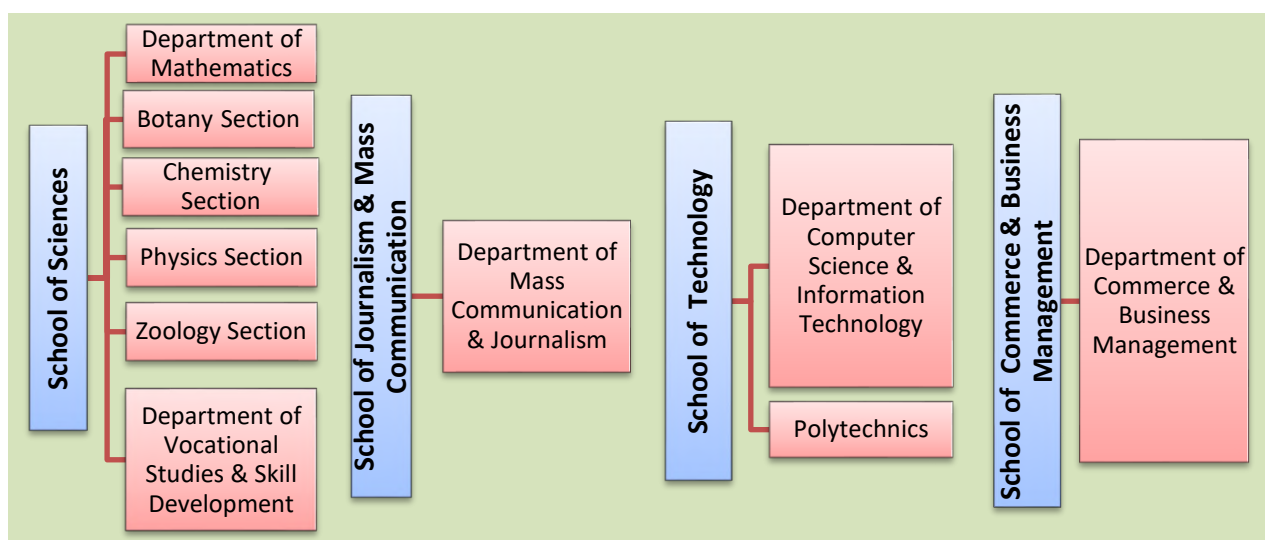 School of Sciences
Department of
Mathematics
Botany Section
Chemistry
Section
Physics Section
Zoology Section
Department of
Vocational
Studies & Skill
Development
School of Journalism & Mass
Communication
Department of
Mass
Communication
& Journalism
School of Technology
Department of
Computer
Science &
Information
Technology
Polytechnics
School of Commerce & Business
Management
Department of
Commerce &
Business
Management